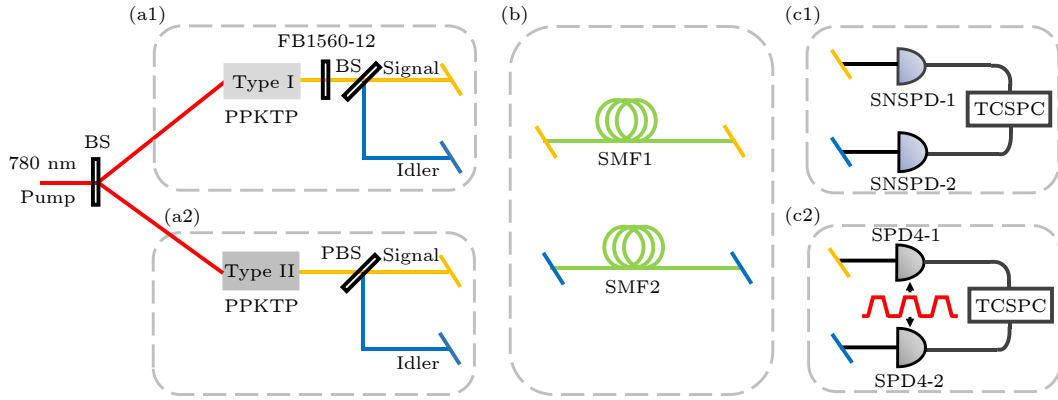 (a1)
FB1560-12
BS
Signal
Type I
PPKTP
Idler
BS
780 nm
Pump
(a2)
PBS
Signal
Type II
PPKTP
Idler
(b)
SMF1
SMF2
(c1)
SNSPD-1
TCSPC
SNSPD-2
(c2)
SPD4-1
TCSPC
SPD4-2